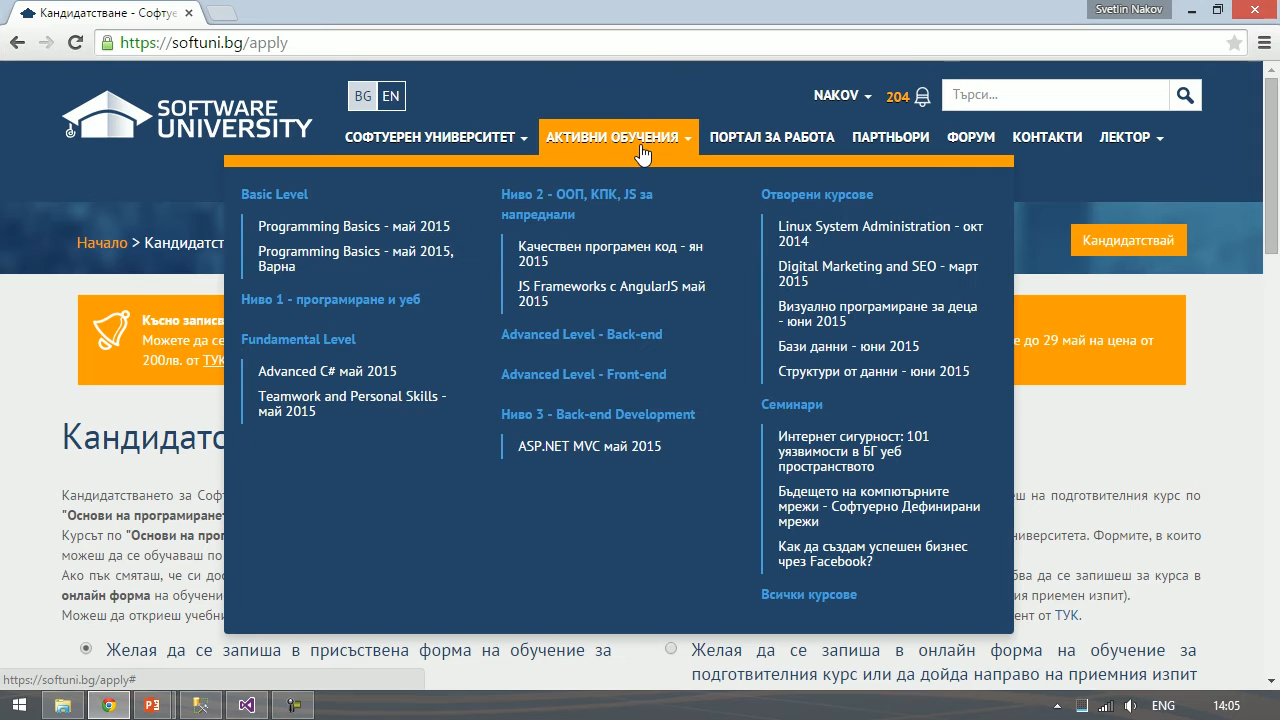 Кандидатстване - Софтуе
Svetlin Nakov
https://softuni.bg/apply
BG EN
NAKOV
204
Търси...
SOFTWARE
UNIVERSITY
СОФТУЕРЕН УНИВЕРСИТЕТ
АКТИВНИ ОБУЧЕНИЯ
ПОРТАЛ ЗА РАБОТА
ПАРТНЬОРИ
ФОРУМ
КОНТАКТИ
ЛЕКТОР
Начало > Кандидатст
Кандидатствай
Basic Level
Programming Basics - май 2015
Programming Basics - май 2015,
Варна
Ниво 1 - програмиране и уеб
Fundamental Level
Advanced C# май 2015
Teamwork and Personal Skills -
май 2015
Ниво 2 - ООП, КПК, JS за
напреднали
Качествен програмен код - ян
2015
JS Frameworks с AngularJS май
2015
Advanced Level - Back-end
Advanced Level - Front-end
Ниво 3 - Back-end Development
ASP.NET MVC май 2015
Отворени курсове
Linux System Administration - окт
2014
Digital Marketing and SEO - март
2015
Визуално програмиране за деца
- юни 2015
Бази данни - юни 2015
Структури от данни - юни 2015
Семинари
Интернет сигурност: 101
уязвимости в БГ уеб
пространството
Бъдещето на компютърните
мрежи - Софтуерно Дефинирани
мрежи
Как да създам успешен бизнес
чрез Facebook?
Всички курсове
Късно записв
Можете да се
200лв. от ТУК
е до 29 май на цена от
Кандидатс
Кандидатстването за Софт
еш на подготвителния курс по
"Основи на програмиранет
Курсът по "Основи на прог
ниверситета. Формите, в които
можеш да се обучаваш по
Ако пък смяташ, че си дос
бва да се запишеш за курса в
онлайн форма на обучени
ния приемен изпит).
Можеш да откриеш учебни
ент от ТУК.
Желая да се запиша в присъствена форма на обучение за
Желая да се запиша в онлайн форма на обучение за
подготвителния курс или да дойда направо на приемния изпит
https://softuni.bg/apply#
ENG
14:05